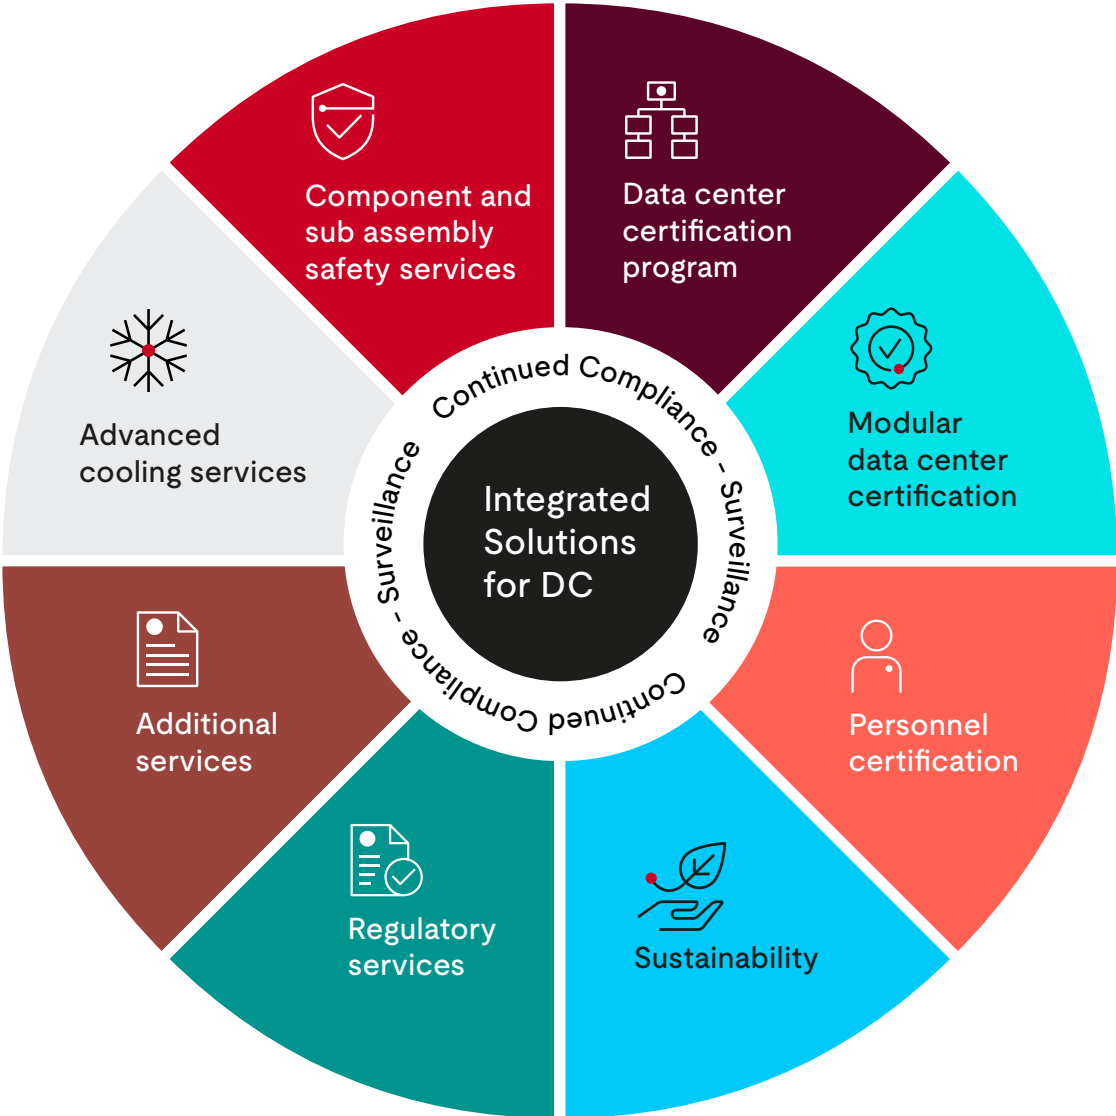 Component and
sub assembly
safety services
Data center
certification
program
Modular
data center
certification
Personnel
certification
Sustainability
Regulatory
services
Additional
services
Advanced
cooling services
Continued Compliance - Surveillance
Continued Compliance - Surveillance
Integrated
Solutions
for DC